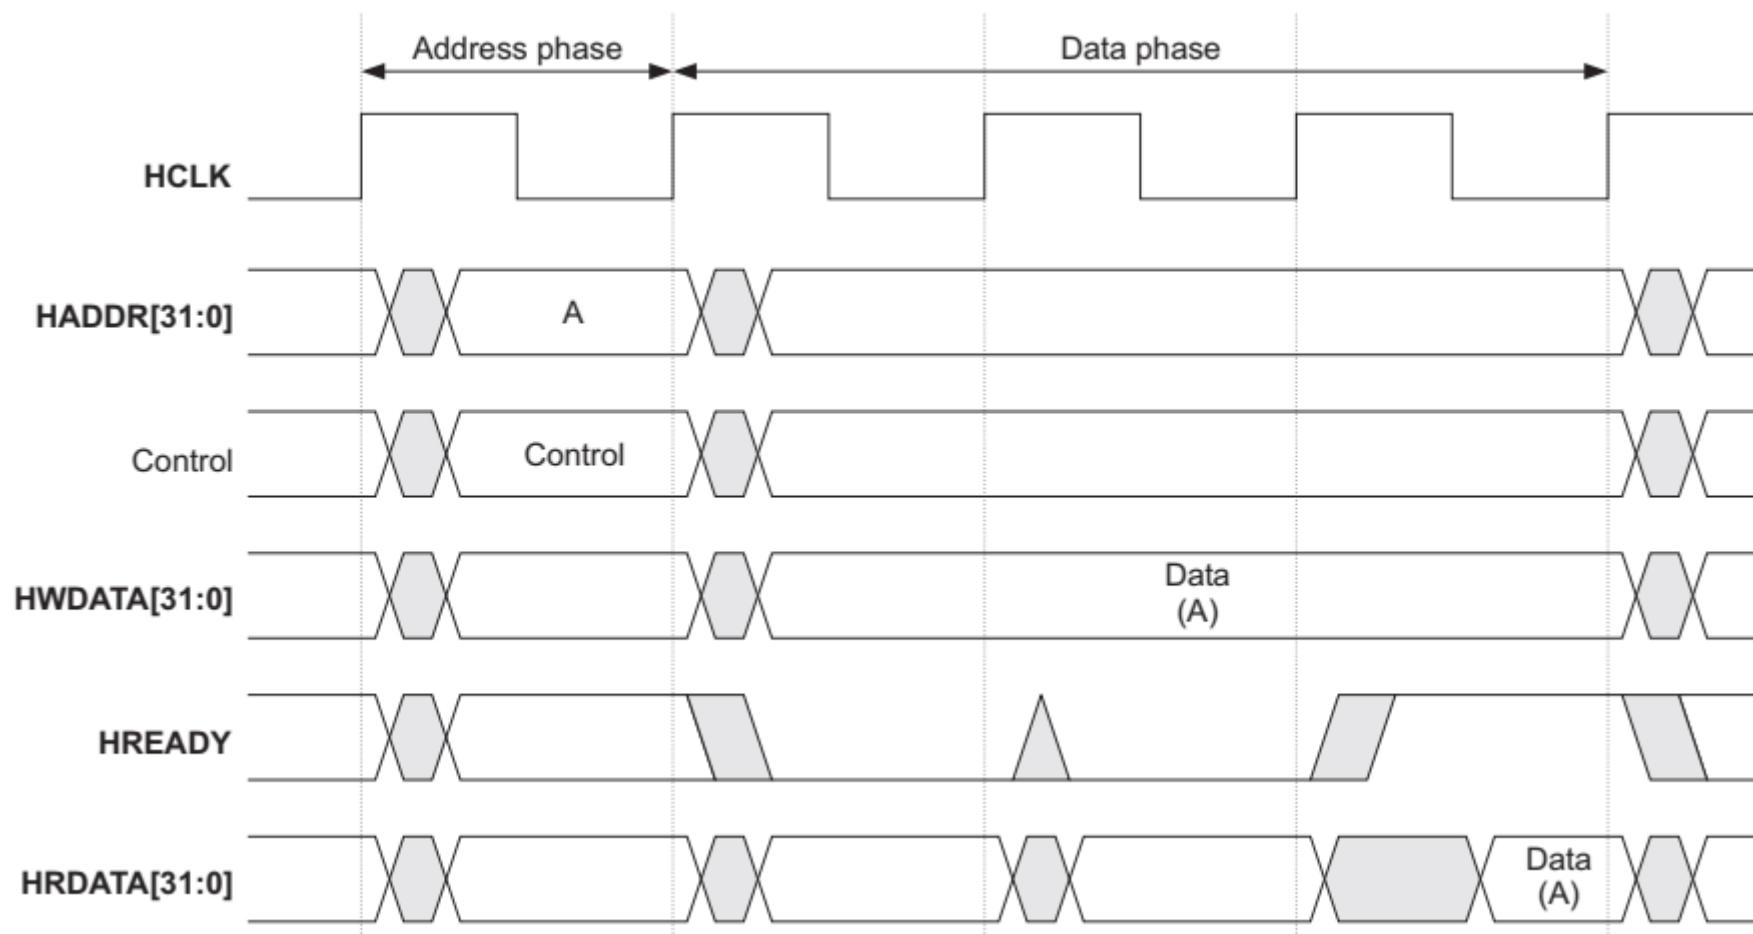 Address phase
Data phase
HCLK
HADDR[31:0]
A
Control
Control
HWDATA[31:0]
Data
(A)
HREADY
HRDATA[31:0]
Data
(A)